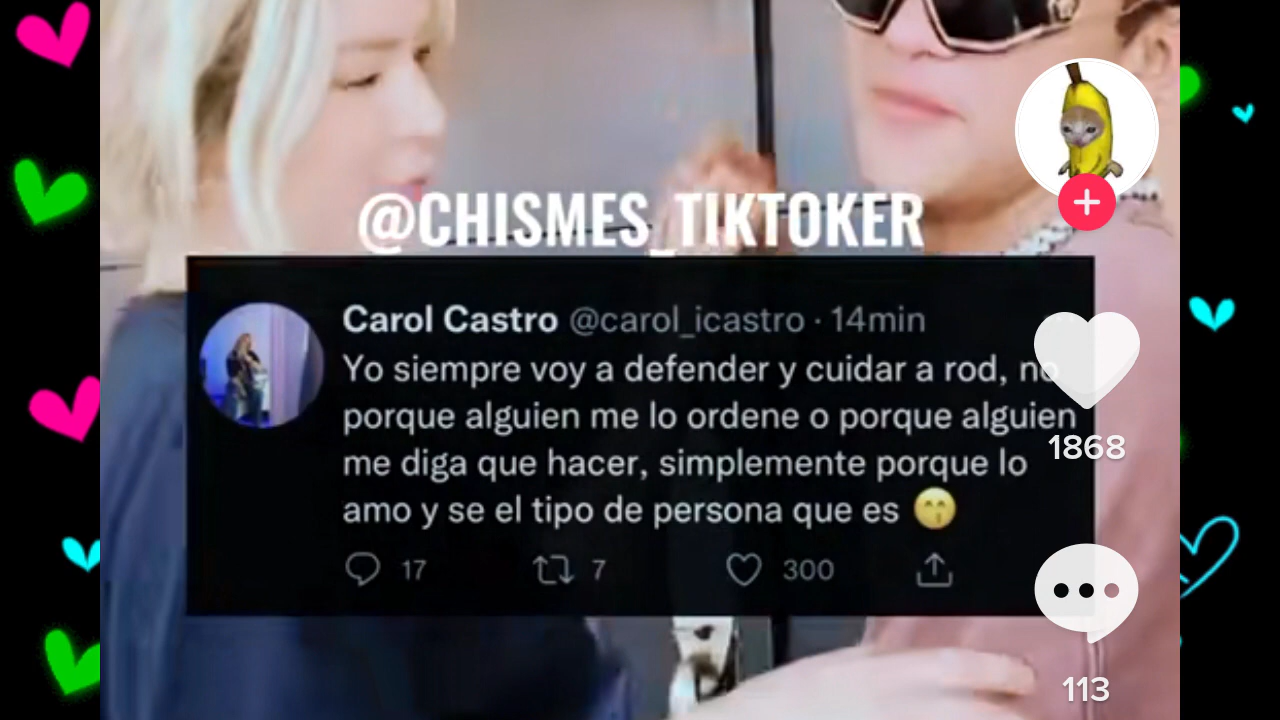 @CHISMES_TIKTOKER
Carol Castro @carol_icastro · 14min
Yo siempre voy a defender y cuidar a rod, no
porque alguien me lo ordene o porque alguien
me diga que hacer, simplemente porque lo
amo y se el tipo de persona que es 😙
17 7 300
1868
113